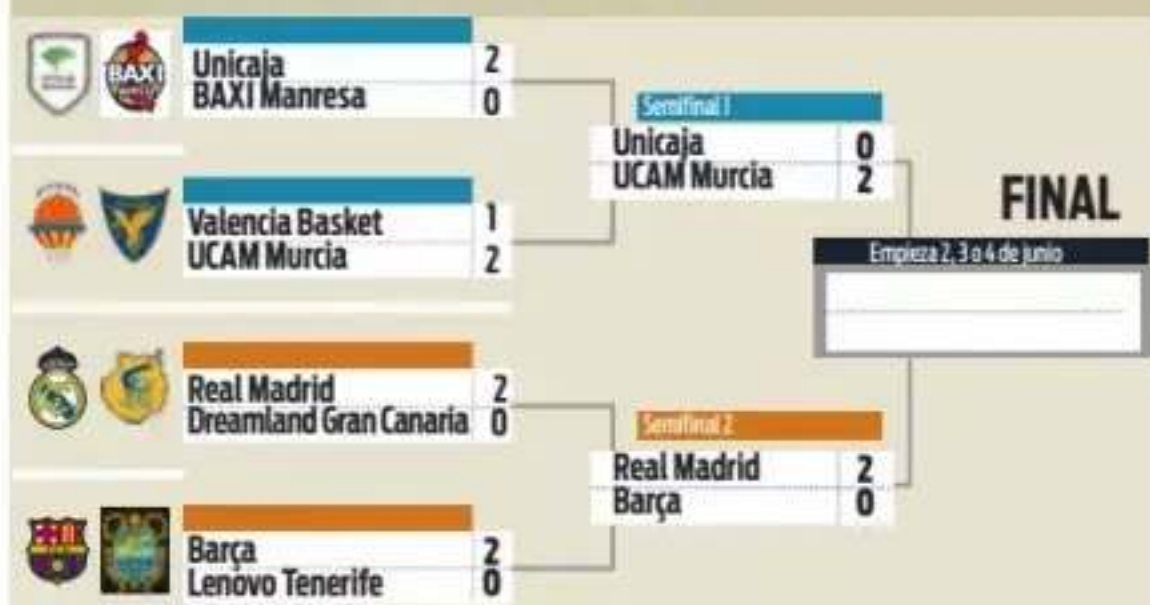 BAXI
Unicaja 2
BAXI Manresa 0
Valencia Basket 1
UCAM Murcia 2
Real Madrid 2
Dreamland Gran Canaria 0
Barça 2
Lenovo Tenerife 0
Semifinal 1
Unicaja 0
UCAM Murcia 2
Semifinal 2
Real Madrid 2
Barça 0
FINAL
Empieza 2, 3 o 4 de junio